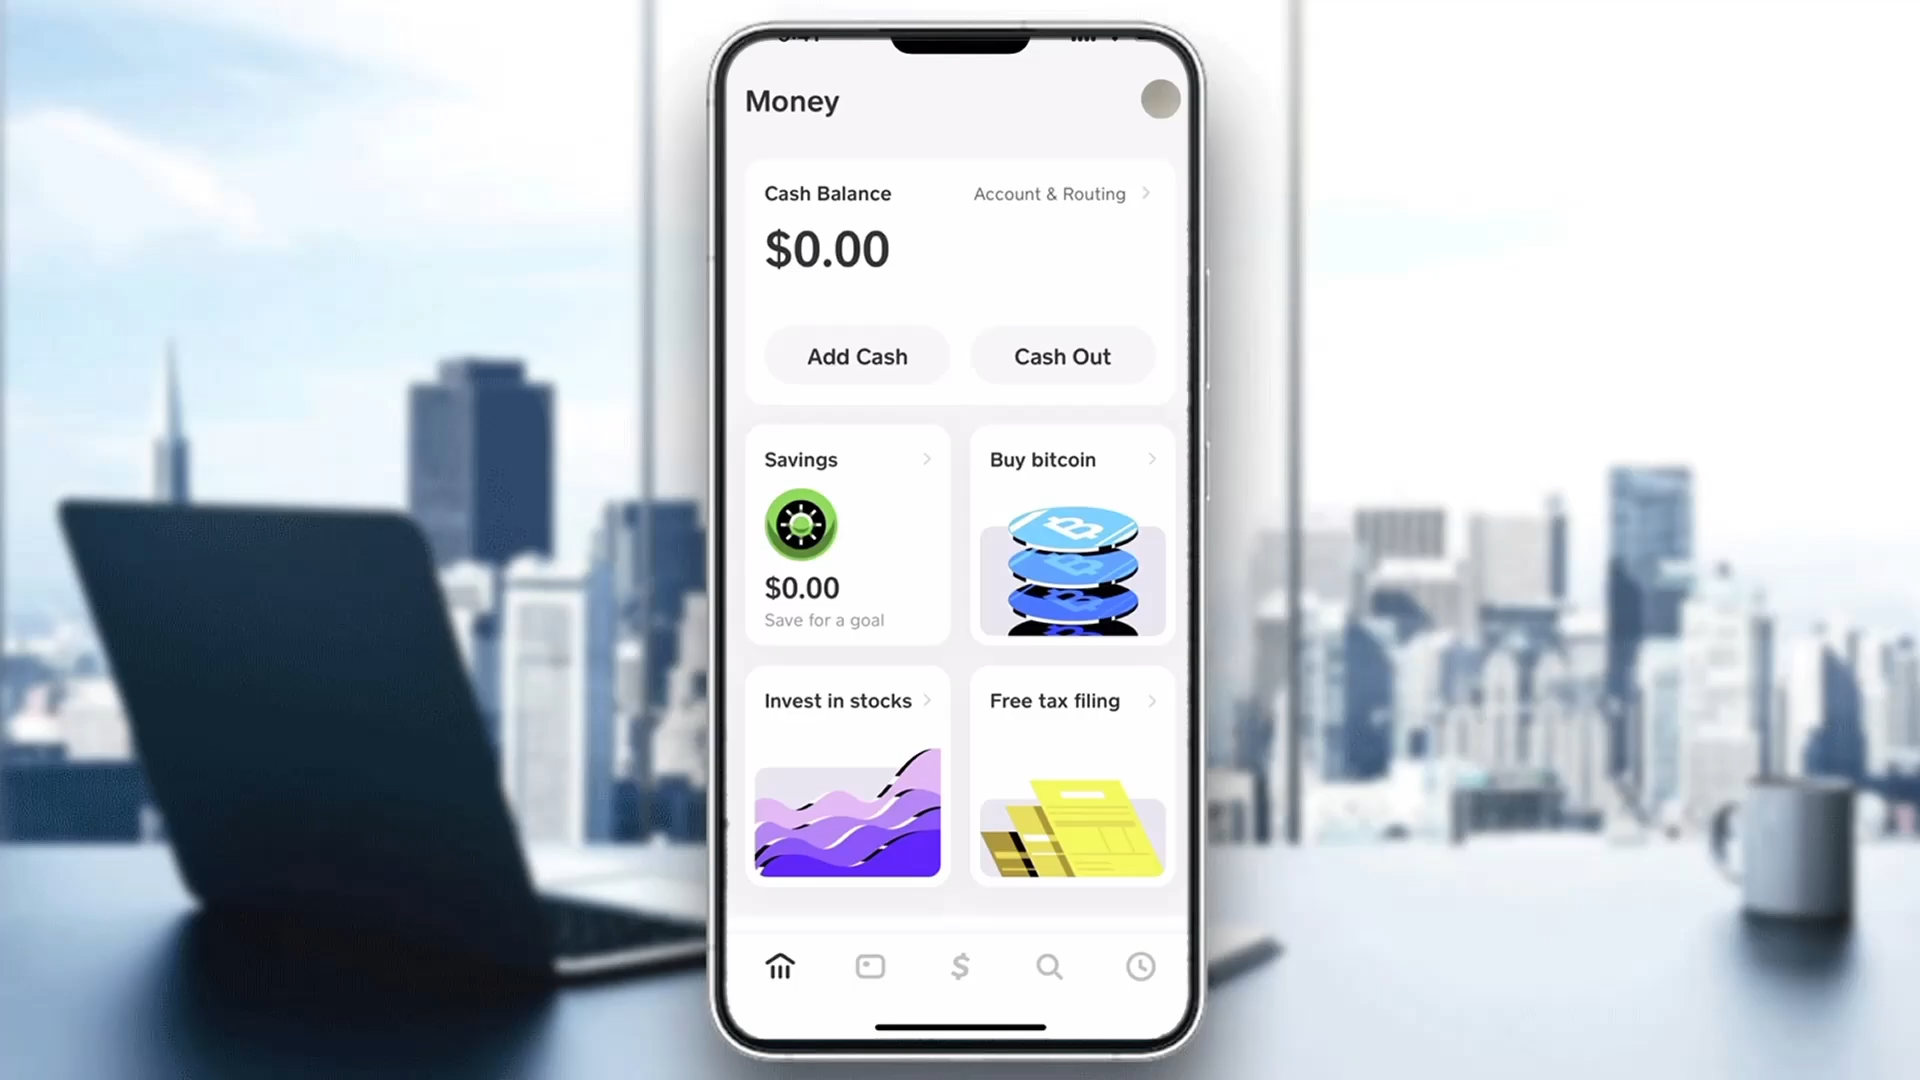 Money
Cash Balance
Account & Routing
$0.00
Add Cash
Cash Out
Savings
Buy bitcoin
$0.00
Save for a goal
Invest in stocks
Free tax filing